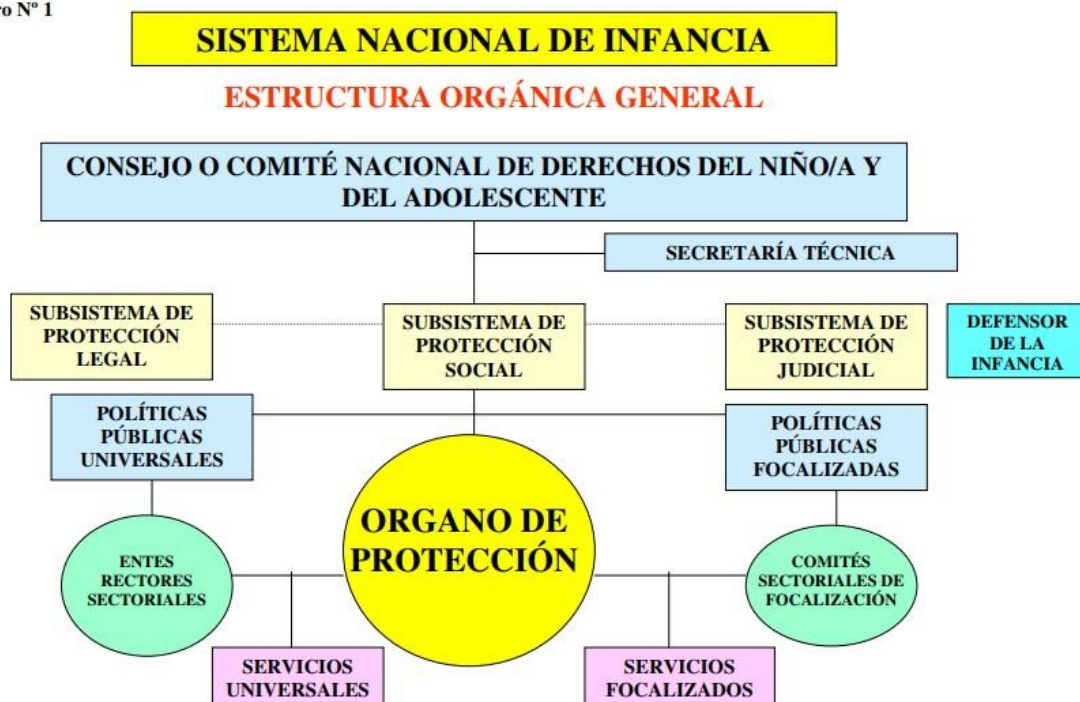 ro Nº 1
SISTEMA NACIONAL DE INFANCIA
ESTRUCTURA ORGÁNICA GENERAL
CONSEJO O COMITÉ NACIONAL DE DERECHOS DEL NIÑO/A Y
DEL ADOLESCENTE
SECRETARÍA TÉCNICA
SUBSISTEMA DE
PROTECCIÓN
LEGAL
SUBSISTEMA DE
PROTECCIÓN
SOCIAL
SUBSISTEMA DE
PROTECCIÓN
JUDICIAL
DEFENSOR
DE LA
INFANCIA
POLÍTICAS
PÚBLICAS
UNIVERSALES
POLÍTICAS
PÚBLICAS
FOCALIZADAS
ORGANO DE
PROTECCIÓN
ENTES
RECTORES
SECTORIALES
COMITÉS
SECTORIALES DE
FOCALIZACIÓN
SERVICIOS
UNIVERSALES
SERVICIOS
FOCALIZADOS